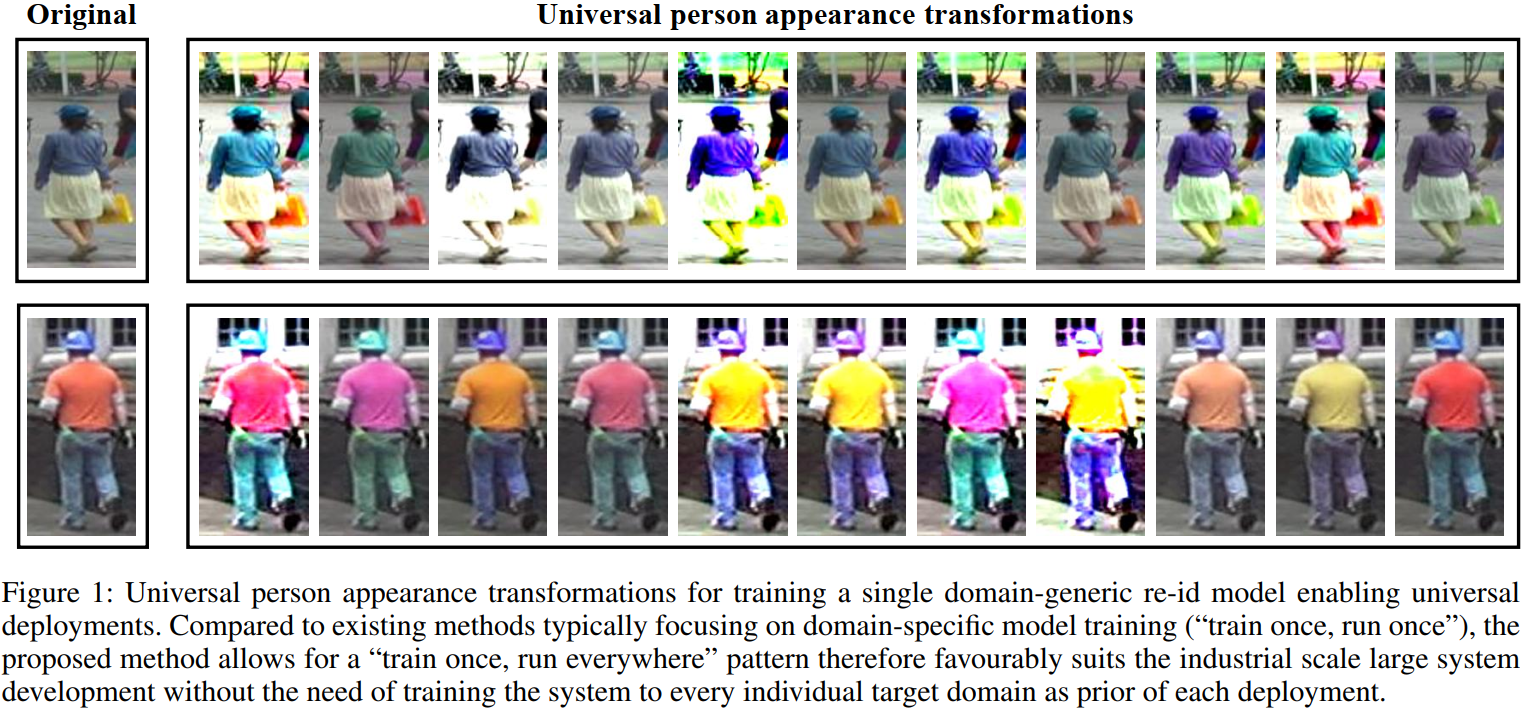 Original
Universal person appearance transformations
Figure 1: Universal person appearance transformations for training a single domain-generic re-id model enabling universal
deployments. Compared to existing methods typically focusing on domain-specific model training (“train once, run once”), the
proposed method allows for a “train once, run everywhere” pattern therefore favourably suits the industrial scale large system
development without the need of training the system to every individual target domain as prior of each deployment.